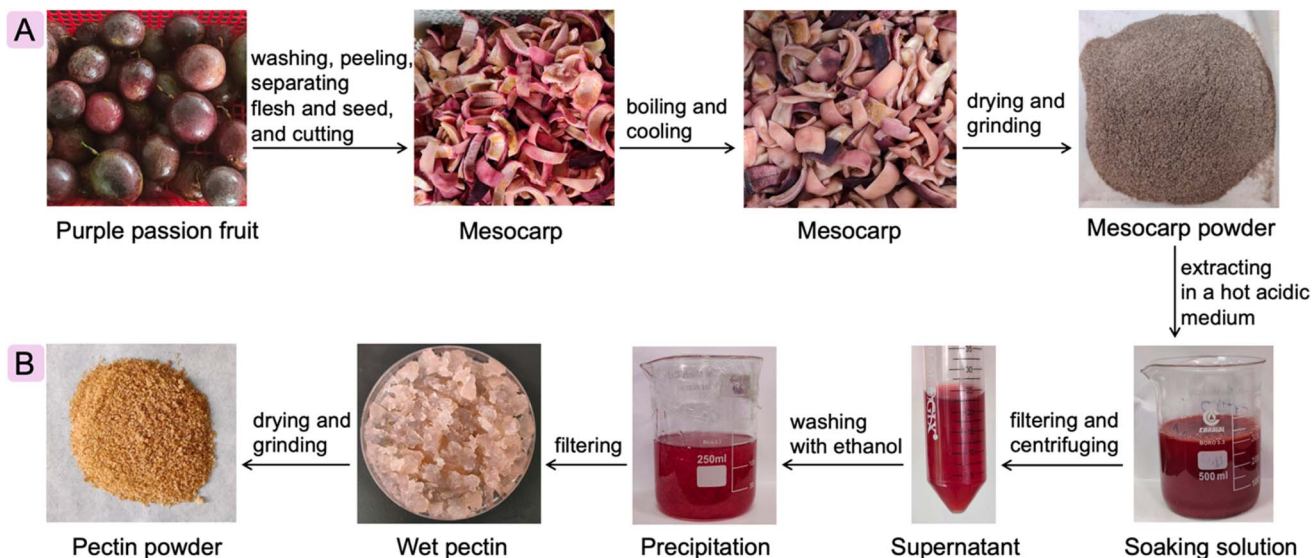 A
washing, peeling,
separating
flesh and seed,
and cutting
boiling and
cooling
drying and
grinding
Purple passion fruit
Mesocarp
Mesocarp
Mesocarp powder
extracting
in a hot acidic
medium
B
drying and
grinding
filtering
washing
with ethanol
filtering and
centrifuging
250ml
500 ml
Pectin powder
Wet pectin
Precipitation
Supernatant
Soaking solution